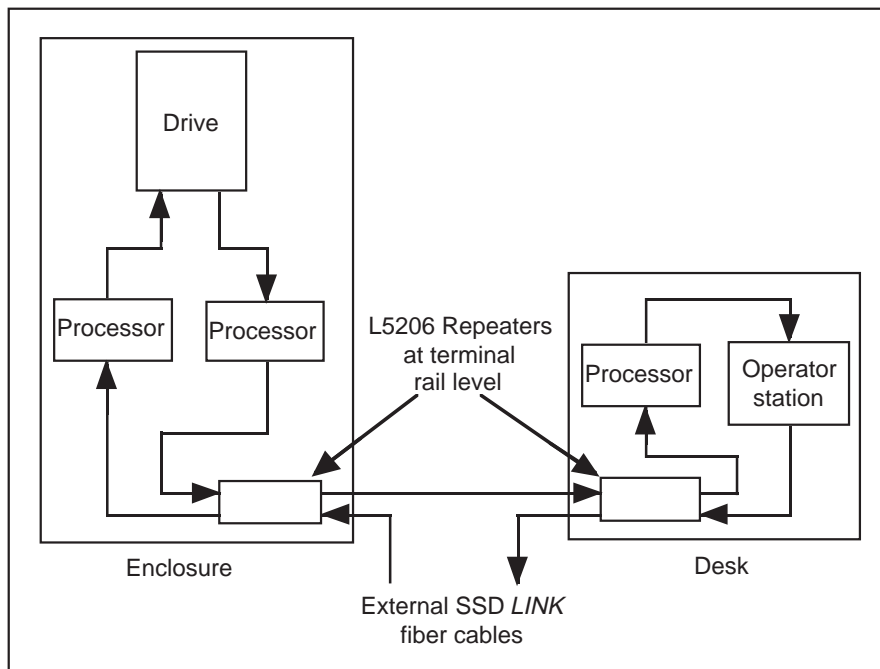 Drive
Processor
Processor
L5206 Repeaters
at terminal
rail level
Processor
Operator
station
Enclosure
Desk
External SSD LINK
fiber cables